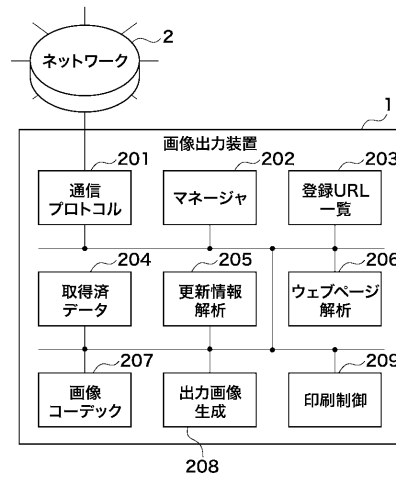 2
ネットワーク
1
画像出力装置
201
202
203
通信
プロトコル
マネージャ
登録URL
一覧
204
205
206
取得済
データ
更新情報
解析
ウェブページ
解析
207
209
画像
コーデック
出力画像
生成
印刷制御
208